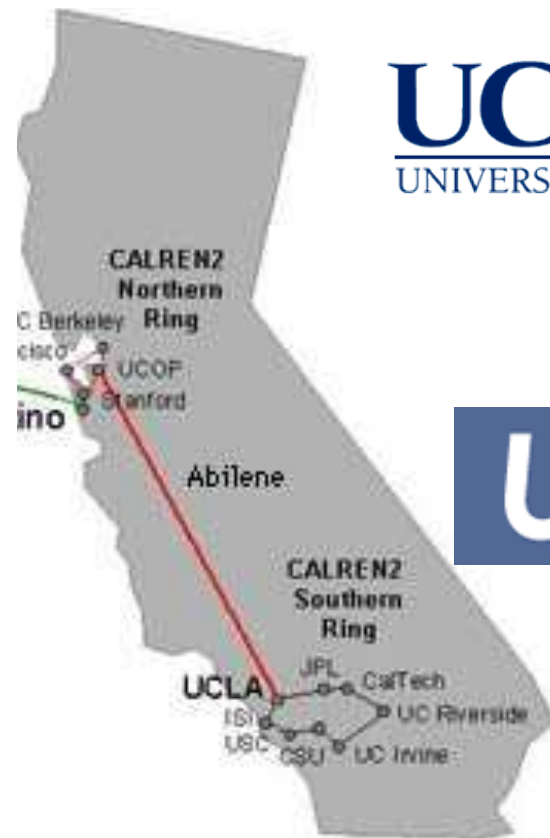 UC
UNIVERS
CALREN2
Northern
Ring
C Berkeley
cisco
UCOP
Stanford
ino
Abilene
U
CALREN2
Southern
Ring
JPL
CalTech
UCLA
ISI
UC Riverside
USC
CSU
UC Irvine